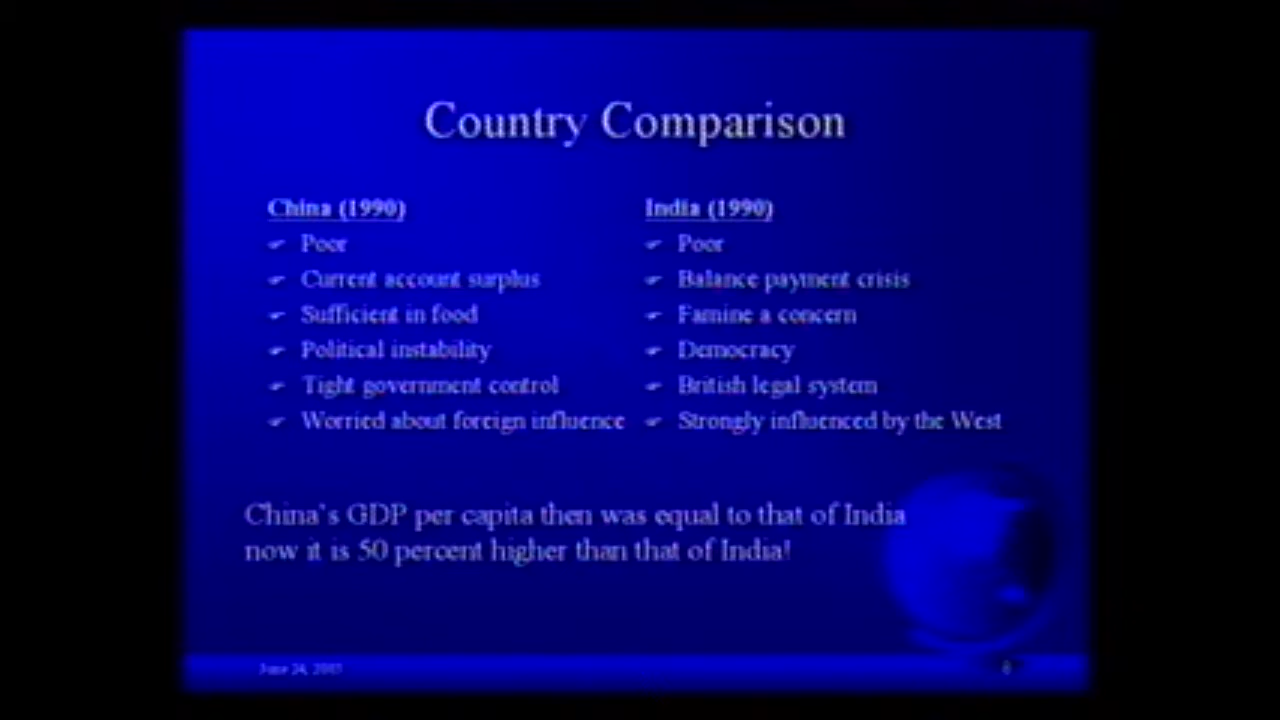 Country Comparison
China (1990)
Poor
Current account surplus
Sufficient in food
Political instability
Tight government control
Worried about foreign influence
India (1990)
Poor
Balance payment crisis
Famine a concern
Democracy
British legal system
Strongly influenced by the West
China's GDP per capita then was equal to that of India
now it is 50 percent higher than that of India!
June 24,